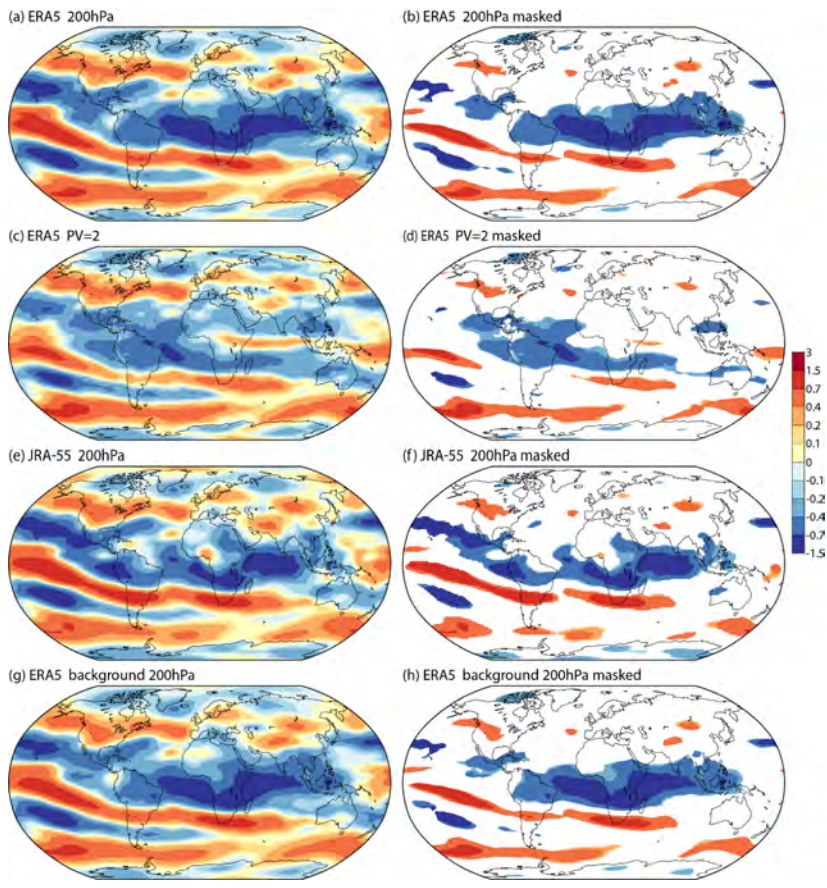 (a) ERA5 200hPa
(b) ERA5 200hPa masked
(c) ERA5 PV=2
(d) ERA5 PV=2 masked
3
1.5
0.7
0.4
0.2
0.1
0
-0.1
-0.2
-0.4
-0.7
-1.5
(e) JRA-55 200hPa
(f) JRA-55 200hPa masked
(g) ERA5 background 200hPa
(h) ERA5 background 200hPa masked